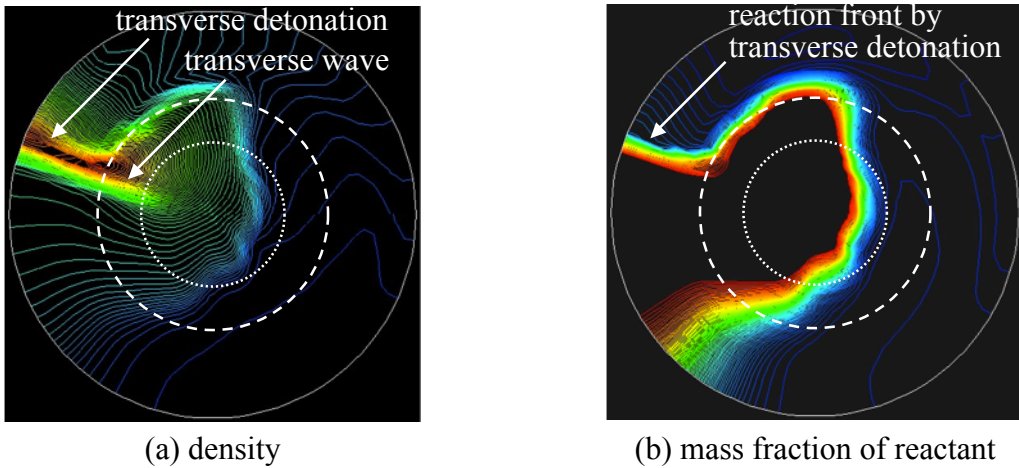 transverse detonation
transverse wave
reaction front by
transverse detonation
(a) density
(b) mass fraction of reactant